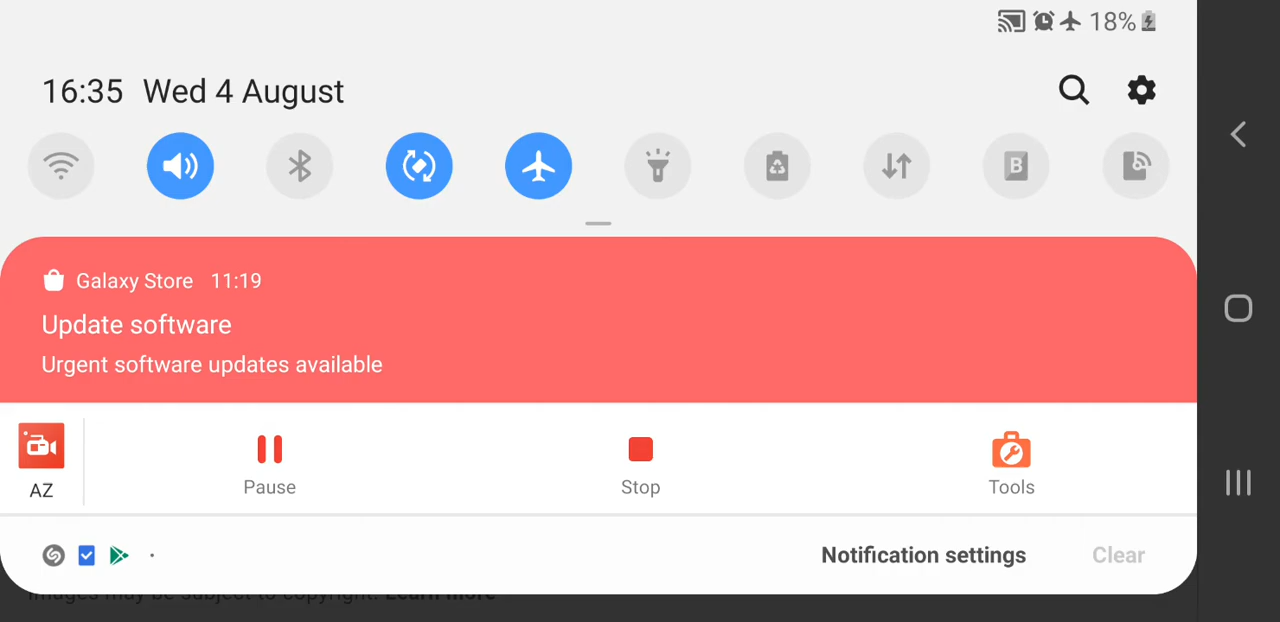 18%
16:35 Wed 4 August
B
Galaxy Store 11:19
Update software
Urgent software updates available
AZ
Pause
Stop
Tools
Notification settings
Clear
Images may be subject to copyright. Learn more